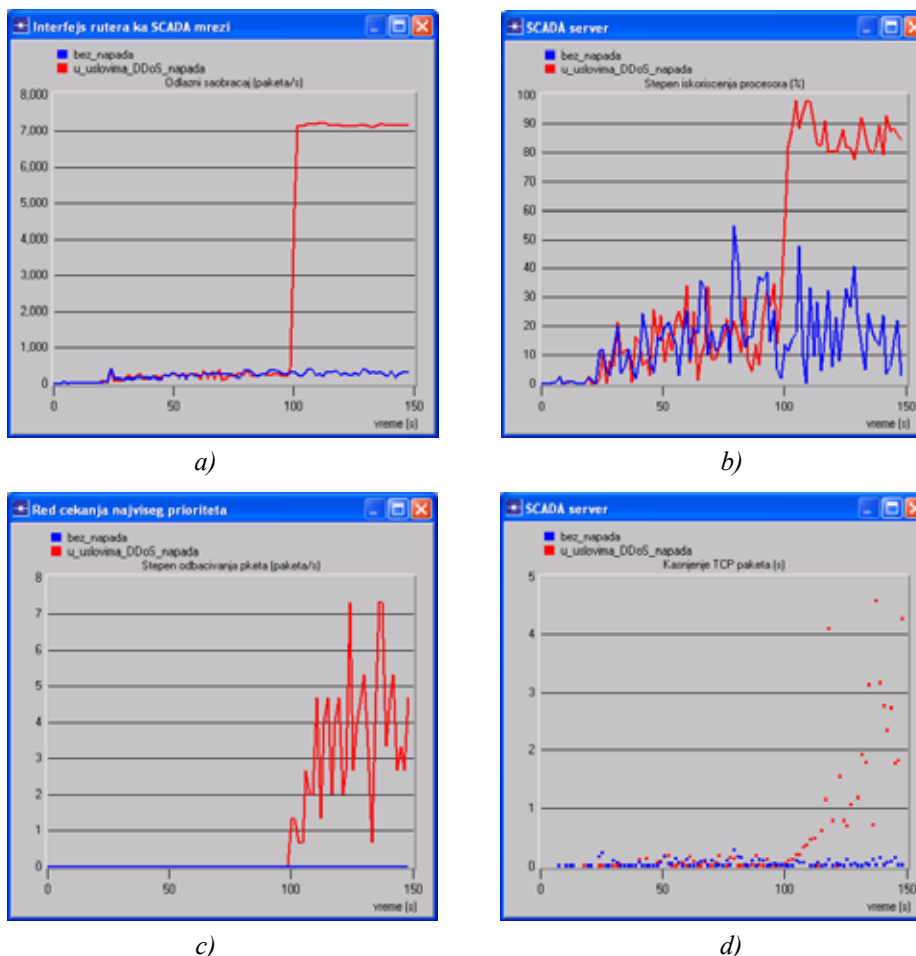 Interfejs rutera ka SCADA mrezi
bez_napada
u_uslovima_DDoS_napada
Odlazni saobracaj (paketa/s)
8,000
7,000
6,000
5,000
4,000
3,000
2,000
1,000
0
0 50 100 150
vreme (s)
a)
SCADA server
bez_napada
u_uslovima_DDoS_napada
Stepen iskoriscenja procesora (%)
100
90
80
70
60
50
40
30
20
10
0
0 50 100 150
vreme (s)
b)
Red cekanja najviseg prioriteta
bez_napada
u_uslovima_DDoS_napada
Stepen odbacivanja pketa (paketa/s)
8
7
6
5
4
3
2
1
0
0 50 100 150
vreme (s)
c)
SCADA server
bez_napada
u_uslovima_DDoS_napada
Kasnjenje TCP paketa (s)
5
4
3
2
1
0
0 50 100 150
vreme (s)
d)